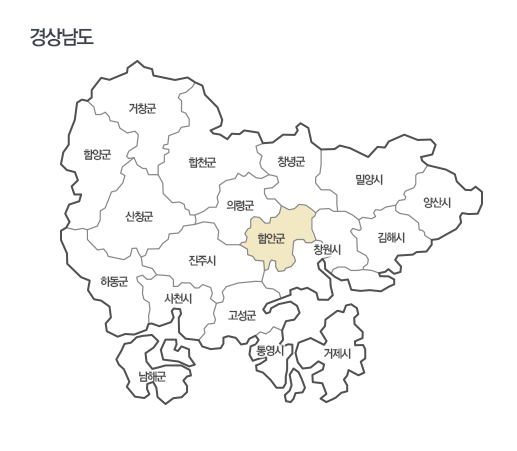 경상남도
거창군
함양군
합천군
창녕군
밀양시
양산시
산청군
의령군
함안군
창원시
김해시
진주시
하동군
사천시
고성군
통영시
거제시
남해군